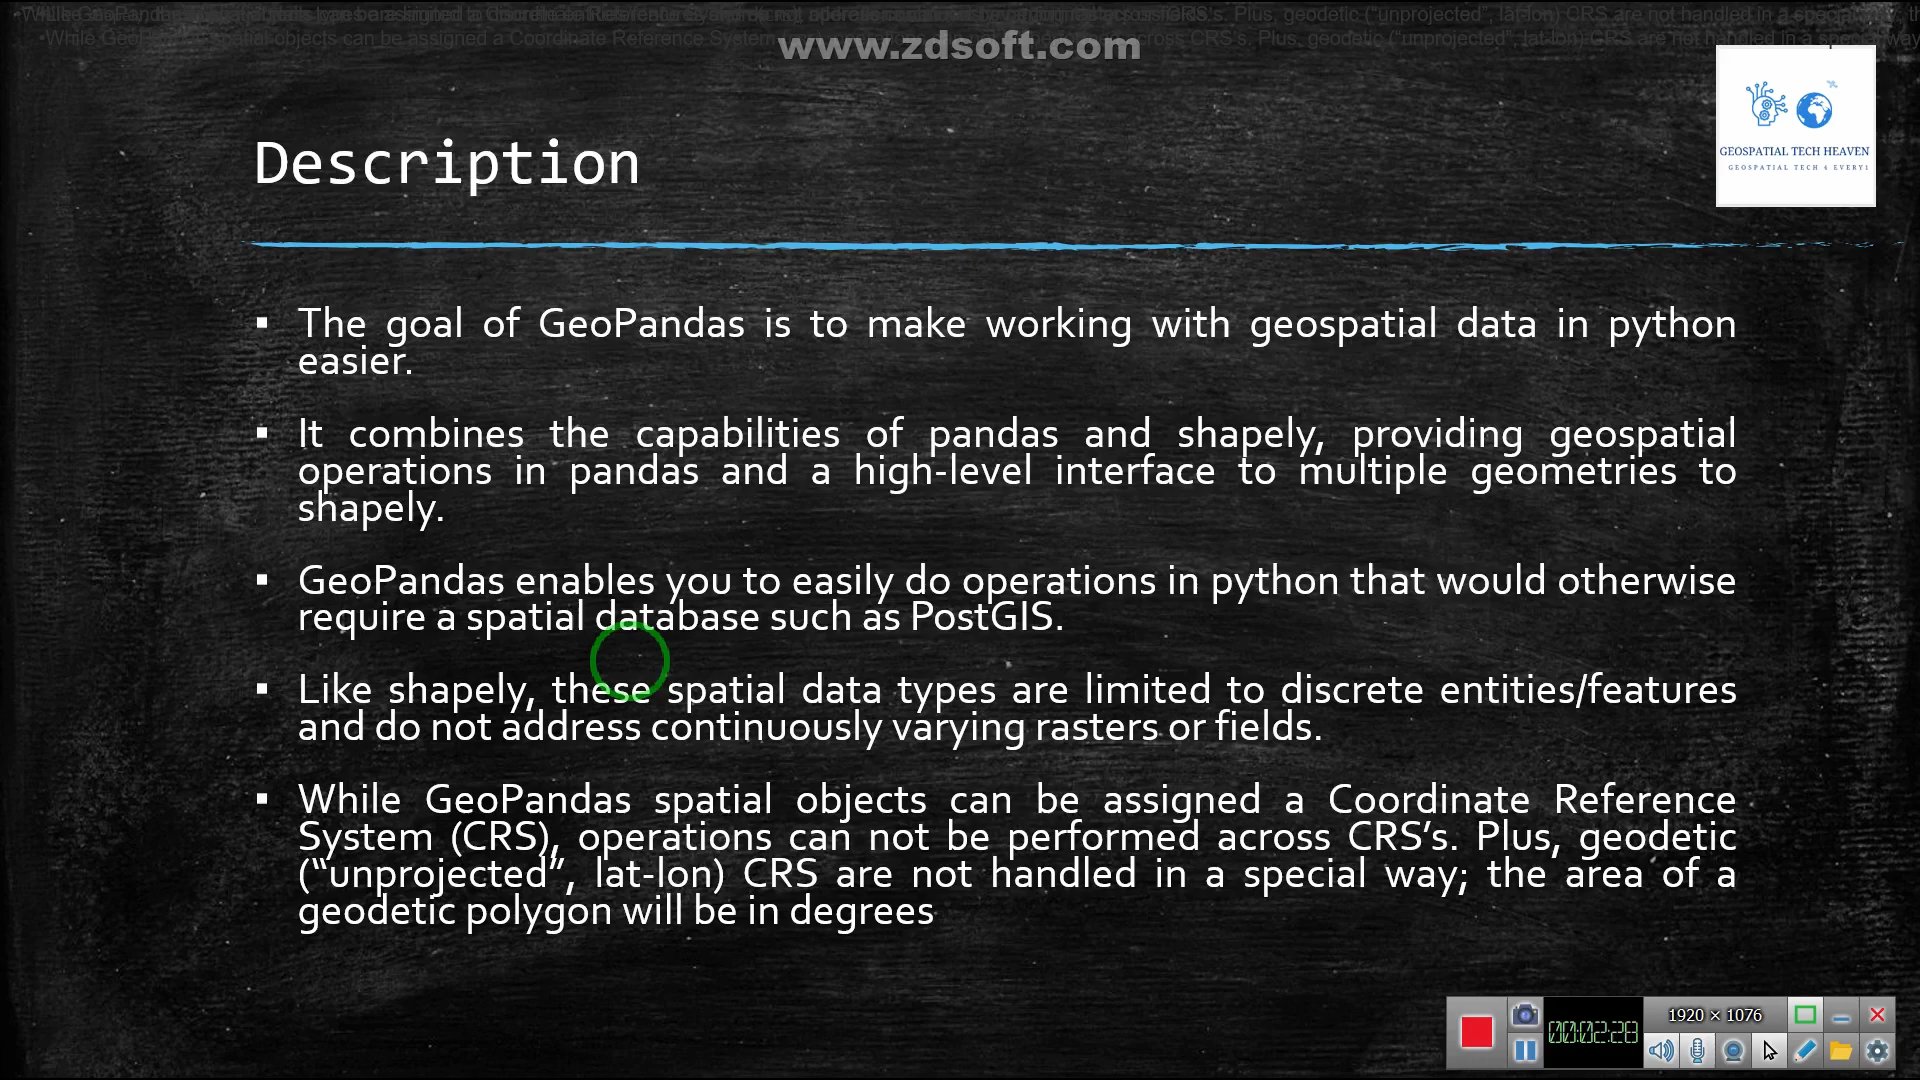 www.zdsoft.com
GEOSPATIAL TECH HEAVEN
GEOSPATIAL TECH 4 EVERY1
Description
▪ The goal of GeoPandas is to make working with geospatial data in python
easier.
▪ It combines the capabilities of pandas and shapely, providing geospatial
operations in pandas and a high-level interface to multiple geometries to
shapely.
▪ GeoPandas enables you to easily do operations in python that would otherwise
require a spatial database such as PostGIS.
▪ Like shapely, these spatial data types are limited to discrete entities/features
and do not address continuously varying rasters or fields.
▪ While GeoPandas spatial objects can be assigned a Coordinate Reference
System (CRS), operations can not be performed across CRS’s. Plus, geodetic
(“unprojected”, lat-lon) CRS are not handled in a special way; the area of a
geodetic polygon will be in degrees
1920 × 1076
00:02:28